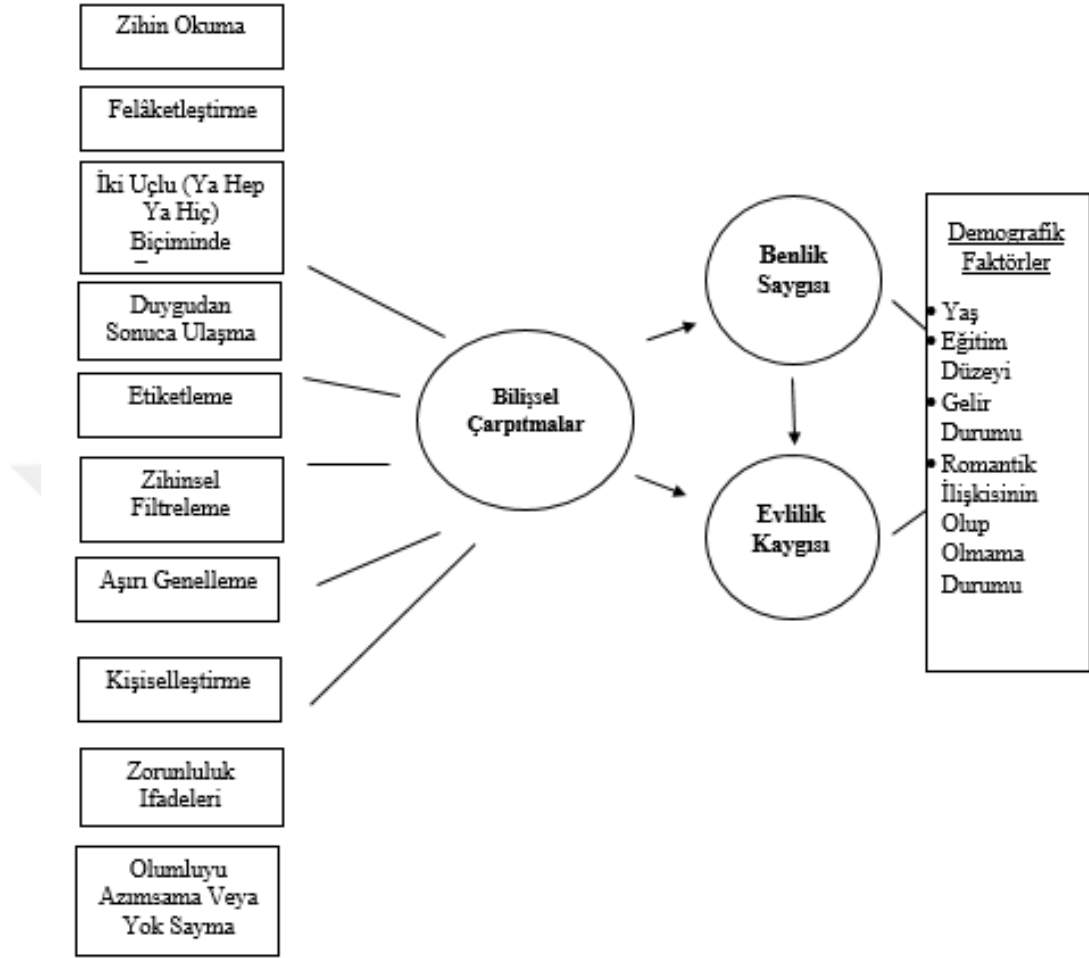 Zihin Okuma
Felâketleştirme
İki Uçlu (Ya Hep
Ya Hiç)
Biçiminde
Duygudan
Sonuca Ulaşma
Etiketleme
Zihinsel
Filtreleme
Aşırı Genelleme
Kişiselleştirme
Zorunluluk
Ifadeleri
Olumluyu
Azımsama Veya
Yok Sayma
Bilişsel
Çarpıtmalar
Benlik
Saygısı
Evlilik
Kaygısı
Demografik
Faktörler
• Yaş
• Eğitim
Düzeyi
• Gelir
Durumu
• Romantik
İlişkisinin
Olup
Olmama
Durumu